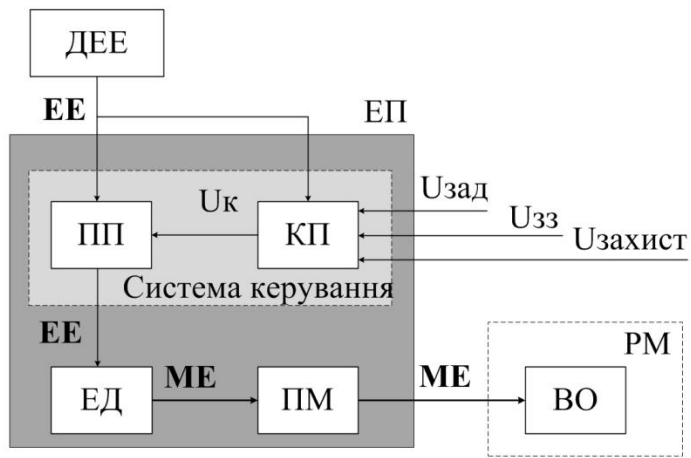 ДЕЕ
ЕЕ
ЕП
Uзад
Uк
Uзз
ПП
КП
Uзахист
Система керування
ЕЕ
РМ
МЕ
МЕ
ЕД
ПМ
ВО